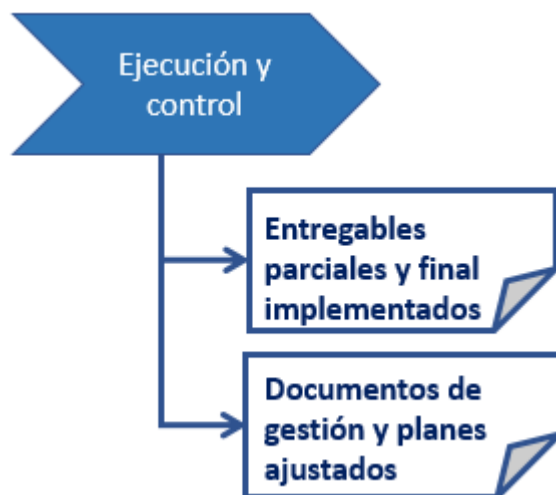 Ejecución y
control
Entregables
parciales y final
implementados
Documentos de
gestión y planes
ajustados